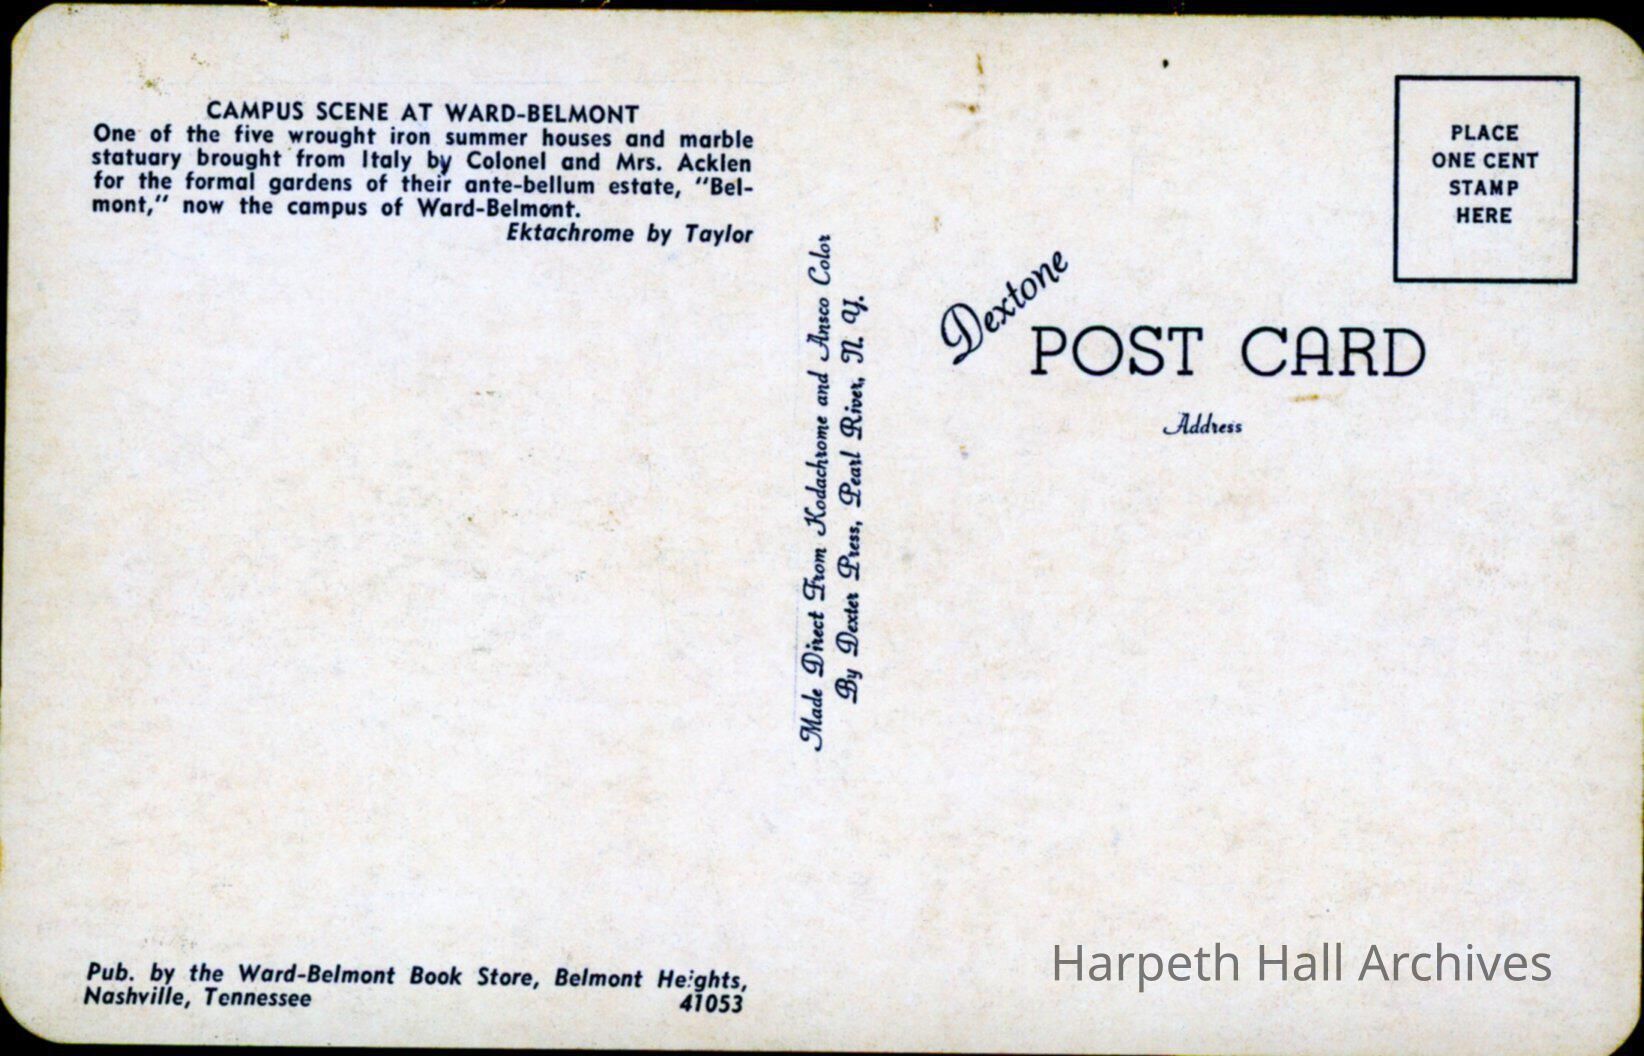 CAMPUS SCENE AT WARD-BELMONT
One of the five wrought iron summer houses and marble
statuary brought from Italy by Colonel and Mrs. Acklen
for the formal gardens of their ante-bellum estate, "Bel-
mont," now the campus of Ward-Belmont.
Ektachrome by Taylor
Pub. by the Ward-Belmont Book Store, Belmont Heights,
Nashville, Tennessee 41053
Made Direct From Kodachrome and Ansco Color
By Dexter Press, Pearl River, N. Y.
PLACE
ONE CENT
STAMP
HERE
Dextone
POST CARD
Address
Harpeth Hall Archives